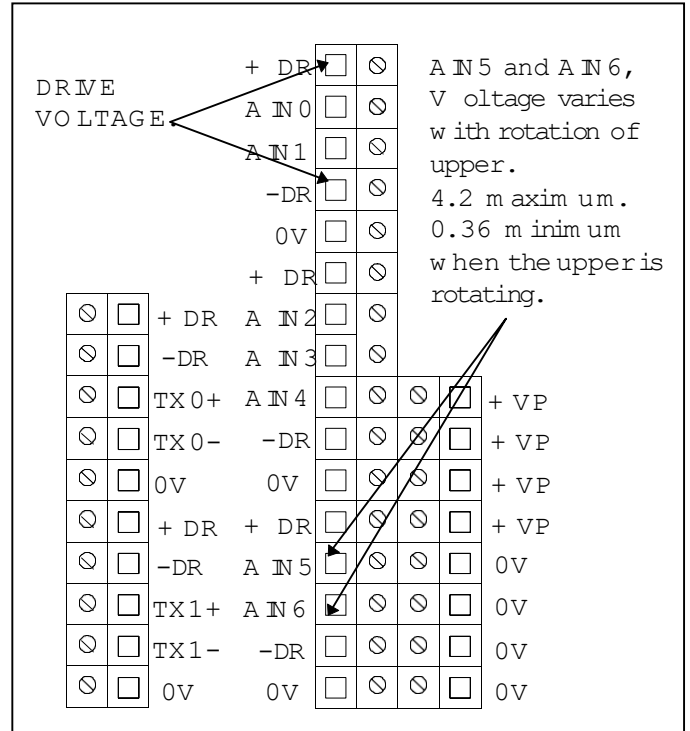 DRIVE
VOLTAGE.
+ DR
AIN0
AIN1
-DR
0V
+ DR
AIN2
AIN3
AIN4
-DR
0V
+ DR
AIN5
AIN6
-DR
0V
AIN5 and AIN6,
Voltage varies
with rotation of
upper.
4.2 maximum.
0.36 minimum
when the upper is
rotating.
+ DR
-DR
TX0+
TX0-
0V
+ DR
-DR
TX1+
TX1-
0V
+ VP
+ VP
+ VP
+ VP
0V
0V
0V
0V